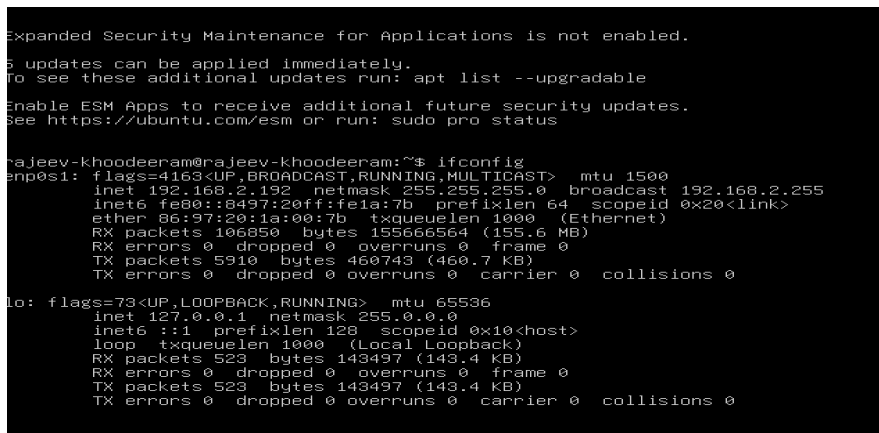 Expanded Security Maintenance for Applications is not enabled.
5 updates can be applied immediately.
To see these additional updates run: apt list --upgradable
Enable ESM Apps to receive additional future security updates.
See https://ubuntu.com/esm or run: sudo pro status
rajeev-khoodeeram@rajeev-khoodeeram:~$ ifconfig
enp0s1: flags=4163<UP,BROADCAST,RUNNING,MULTICAST>  mtu 1500
        inet 192.168.2.192  netmask 255.255.255.0  broadcast 192.168.2.255
        inet6 fe80::8497:20ff:fe1a:7b  prefixlen 64  scopeid 0x20<link>
        ether 86:97:20:1a:00:7b  txqueuelen 1000  (Ethernet)
        RX packets 106850  bytes 155666564 (155.6 MB)
        RX errors 0  dropped 0  overruns 0  frame 0
        TX packets 5910  bytes 460743 (460.7 KB)
        TX errors 0  dropped 0 overruns 0  carrier 0  collisions 0
lo: flags=73<UP,LOOPBACK,RUNNING>  mtu 65536
        inet 127.0.0.1  netmask 255.0.0.0
        inet6 ::1  prefixlen 128  scopeid 0x10<host>
        loop  txqueuelen 1000  (Local Loopback)
        RX packets 523  bytes 143497 (143.4 KB)
        RX errors 0  dropped 0  overruns 0  frame 0
        TX packets 523  bytes 143497 (143.4 KB)
        TX errors 0  dropped 0 overruns 0  carrier 0  collisions 0